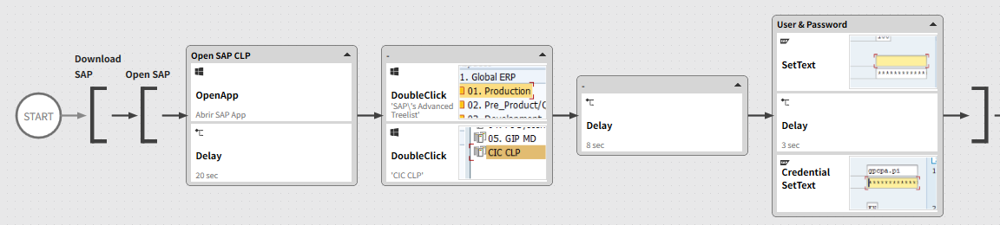 START
Download
SAP
Open SAP
Open SAP CLP
OpenApp
Abrir SAP App
Delay
20 sec
-
DoubleClick
'SAP\'s Advanced
Treelist'
1. Global ERP
01. Production
02. Pre_Product/C
DoubleClick
'CIC CLP'
05. GIP MD
CIC CLP
-
Delay
8 sec
User & Password
SetText
************
Delay
3 sec
Credential
SetText
************